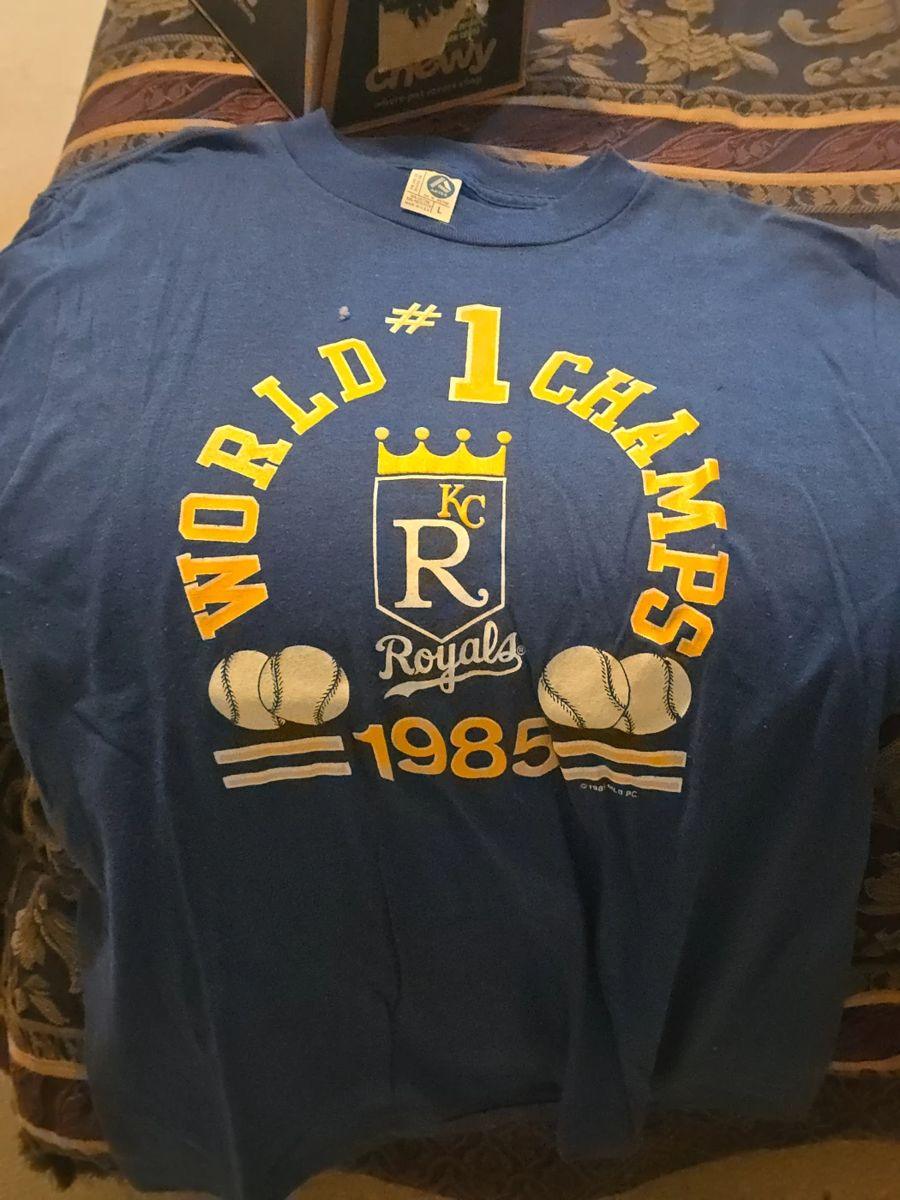 chewy
L
#1
WORLD CHAMPS
KC
R
Royals®
1985